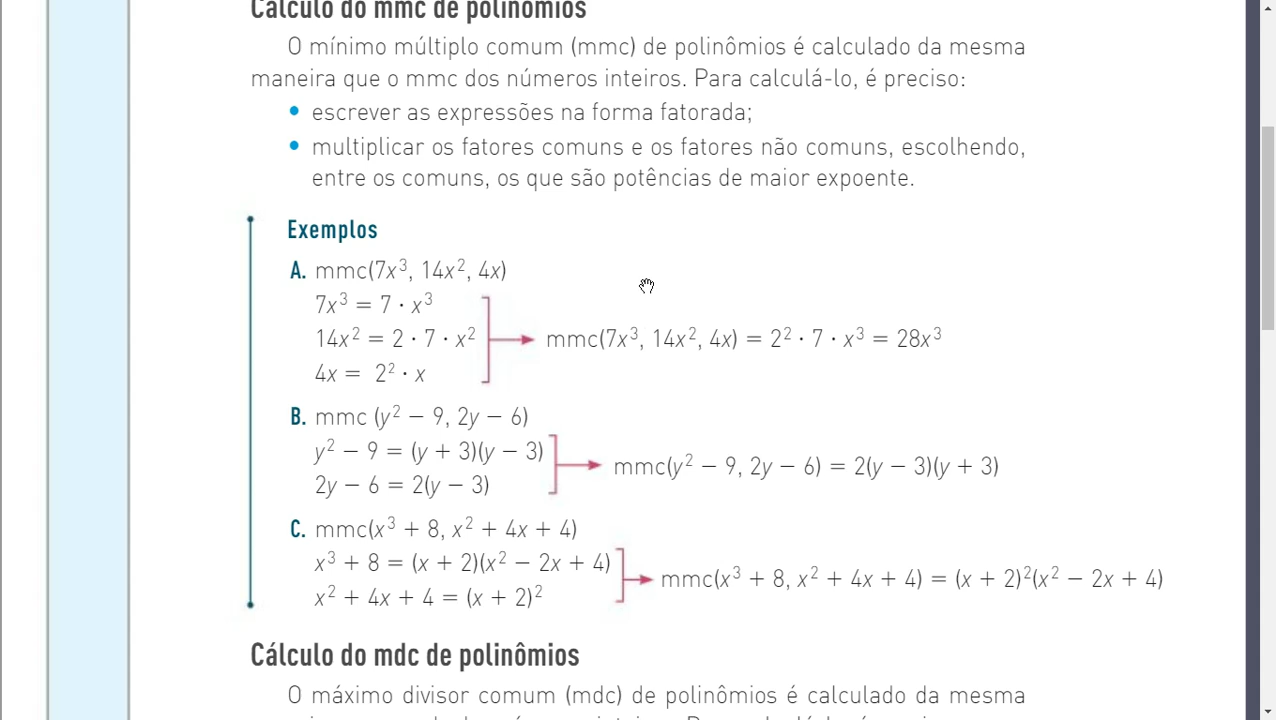 Cálculo do mmc de polinômios
O mínimo múltiplo comum (mmc) de polinômios é calculado da mesma
maneira que o mmc dos números inteiros. Para calculá-lo, é preciso:
• escrever as expressões na forma fatorada;
• multiplicar os fatores comuns e os fatores não comuns, escolhendo,
entre os comuns, os que são potências de maior expoente.
Exemplos
A. mmc(7x³, 14x², 4x)
7x³ = 7 · x³
14x² = 2 · 7 · x²
4x = 2² · x
mmc(7x³, 14x², 4x) = 2² · 7 · x³ = 28x³
B. mmc (y² − 9, 2y − 6)
y² − 9 = (y + 3)(y − 3)
2y − 6 = 2(y − 3)
mmc(y² − 9, 2y − 6) = 2(y − 3)(y + 3)
C. mmc(x³ + 8, x² + 4x + 4)
x³ + 8 = (x + 2)(x² − 2x + 4)
x² + 4x + 4 = (x + 2)²
mmc(x³ + 8, x² + 4x + 4) = (x + 2)²(x² − 2x + 4)
Cálculo do mdc de polinômios
O máximo divisor comum (mdc) de polinômios é calculado da mesma